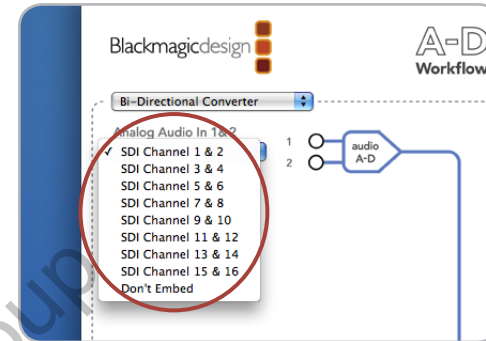 Blackmagicdesign
A-D
Workflow
Bi-Directional Converter
Analog Audio In 1& 2
1
2
audio
A-D
✓ SDI Channel 1 & 2
SDI Channel 3 & 4
SDI Channel 5 & 6
SDI Channel 7 & 8
SDI Channel 9 & 10
SDI Channel 11 & 12
SDI Channel 13 & 14
SDI Channel 15 & 16
Don't Embed